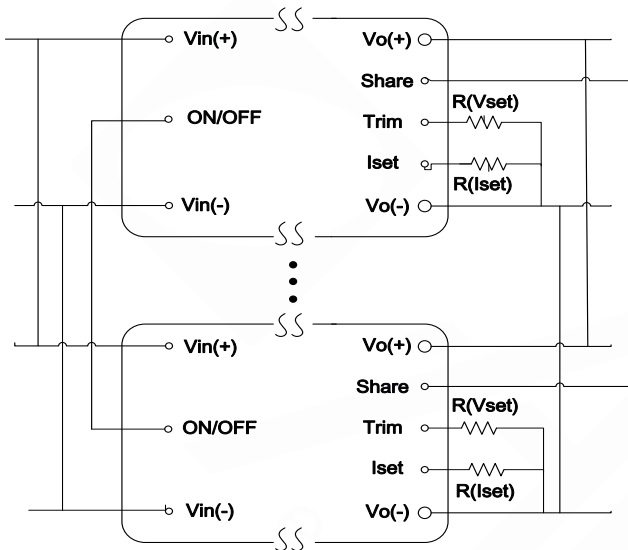 Vin(+)
Vo(+)
Share
R(Vset)
ON/OFF
Trim
Iset
R(Iset)
Vin(-)
Vo(-)
Vin(+)
Vo(+)
Share
R(Vset)
ON/OFF
Trim
Iset
R(Iset)
Vin(-)
Vo(-)